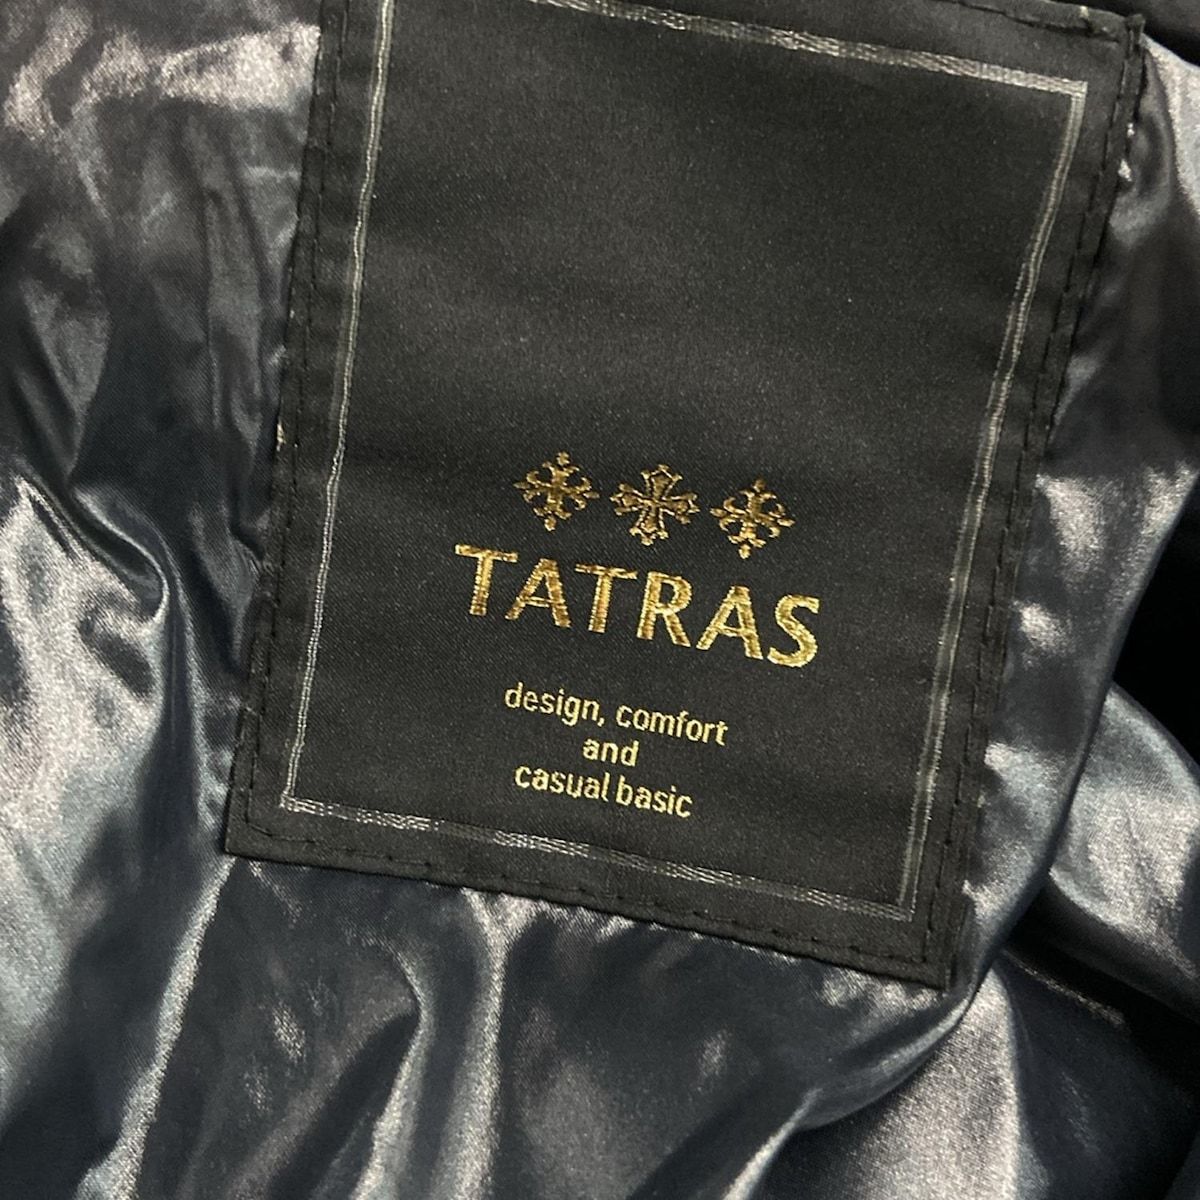 TATRAS
design, comfort
and
casual basic